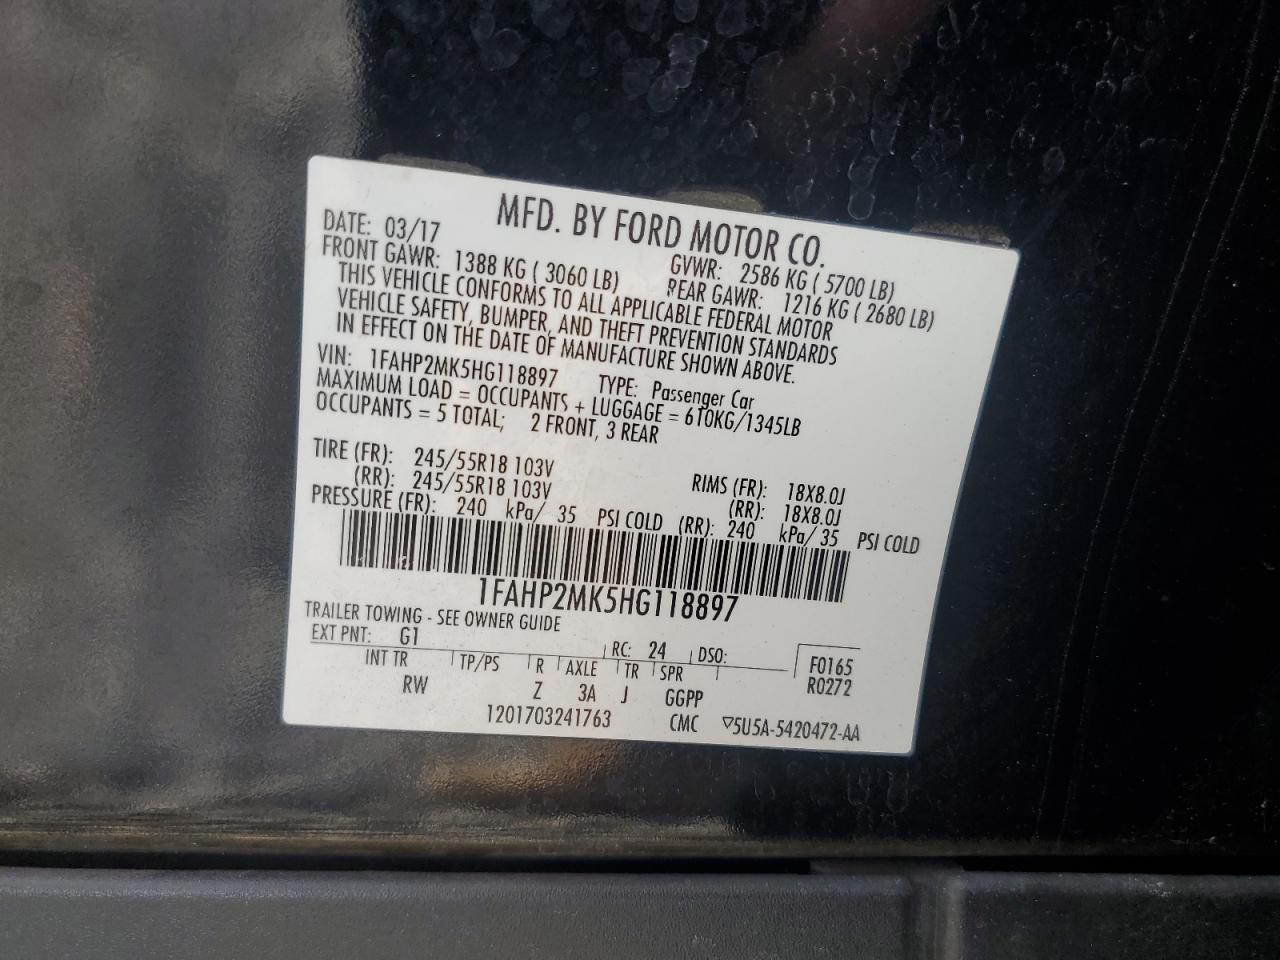 MFD. BY FORD MOTOR CO.
DATE: 03/17 GVWR: 2586 KG ( 5700 LB)
FRONT GAWR: 1388 KG ( 3060 LB) REAR GAWR: 1216 KG ( 2680 LB)
THIS VEHICLE CONFORMS TO ALL APPLICABLE FEDERAL MOTOR
VEHICLE SAFETY, BUMPER, AND THEFT PREVENTION STANDARDS
IN EFFECT ON THE DATE OF MANUFACTURE SHOWN ABOVE.
VIN: 1FAHP2MK5HG118897 TYPE: Passenger Car
MAXIMUM LOAD = OCCUPANTS + LUGGAGE = 610KG/1345LB
OCCUPANTS = 5 TOTAL; 2 FRONT, 3 REAR
TIRE (FR): 245/55R18 103V RIMS (FR): 18X8.0J
(RR): 245/55R18 103V (RR): 18X8.0J
PRESSURE (FR): 240 kPa/ 35 PSI COLD (RR): 240 kPa/ 35 PSI COLD
1FAHP2MK5HG118897
TRAILER TOWING - SEE OWNER GUIDE
EXT PNT: G1 RC: 24 DSO: F0165
INT TR TP/PS R AXLE TR SPR R0272
RW Z 3A J GGPP
1201703241763 CMC ▽5U5A-5420472-AA